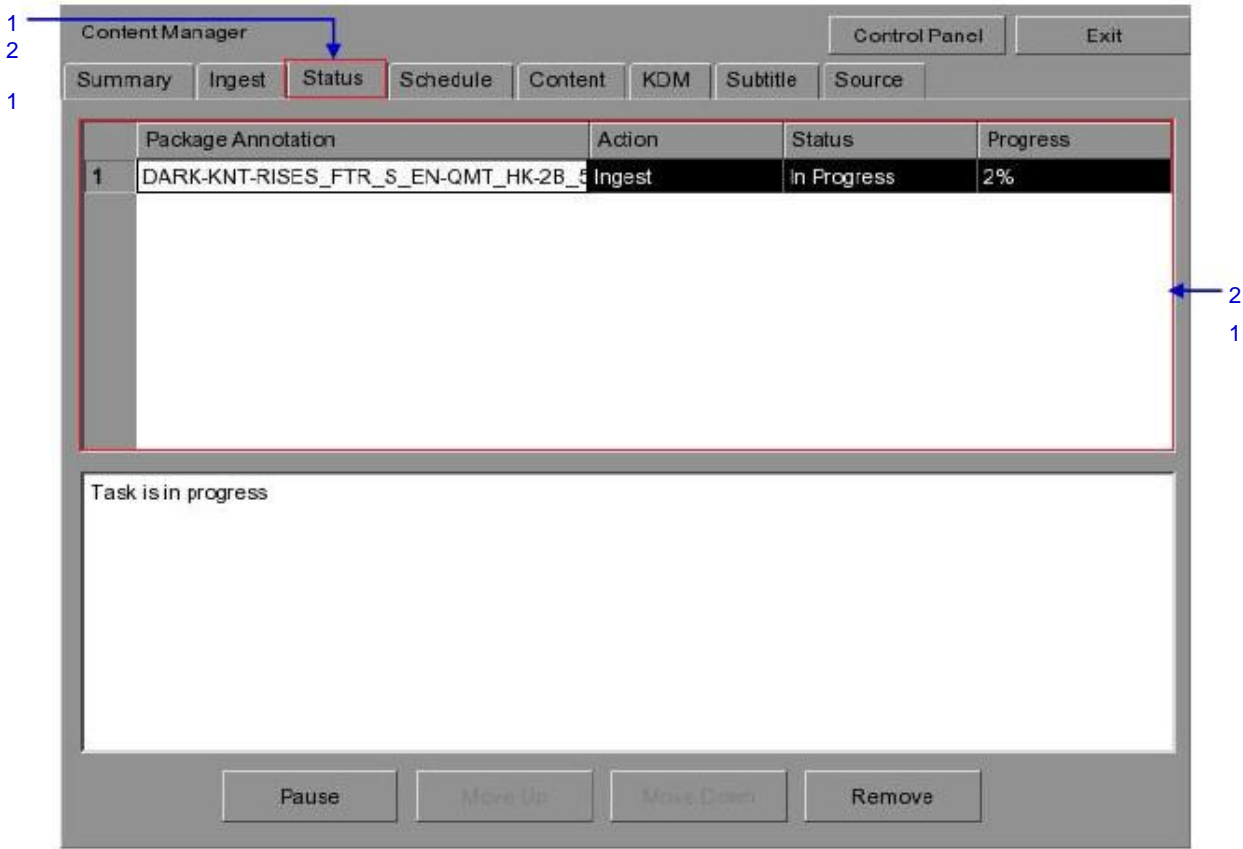 1
2
1
Content Manager
Control Panel
Exit
Summary
Ingest
Status
Schedule
Content
KDM
Subtitle
Source
Package Annotation
Action
Status
Progress
1
DARK-KNT-RISES_FTR_S_EN-QMT_HK-2B_5
Ingest
In Progress
2%
2
1
Task is in progress
Pause
Move Up
Move Down
Remove